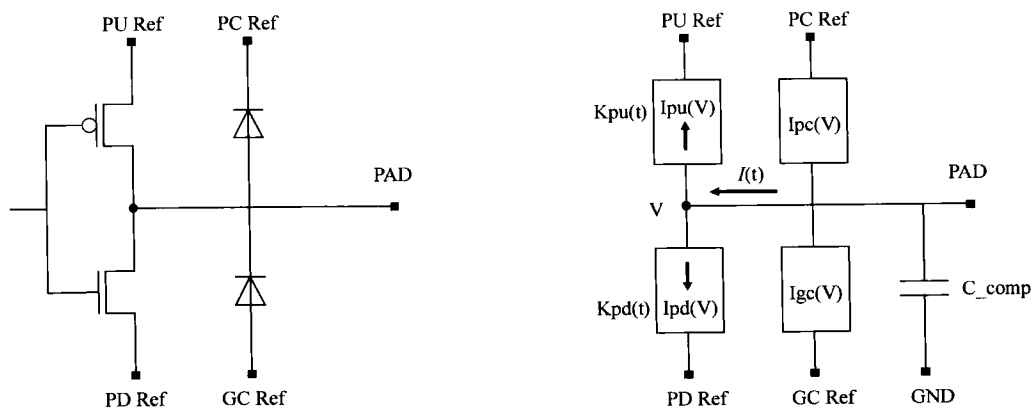 PU Ref PC Ref
PAD
PD Ref GC Ref
PU Ref PC Ref
Kpu(t) Ipu(V) Ipc(V)
I(t) PAD
V
Kpd(t) Ipd(V) Igc(V) C_comp
PD Ref GC Ref GND